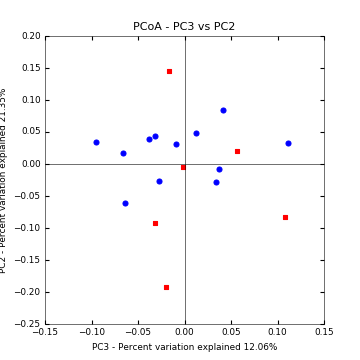 PCoA - PC3 vs PC2
0.20
0.15
0.10
0.05
0.00
−0.05
−0.10
−0.15
−0.20
−0.25
PC2 - Percent variation explained 21.35%
−0.15 −0.10 −0.05 0.00 0.05 0.10 0.15
PC3 - Percent variation explained 12.06%